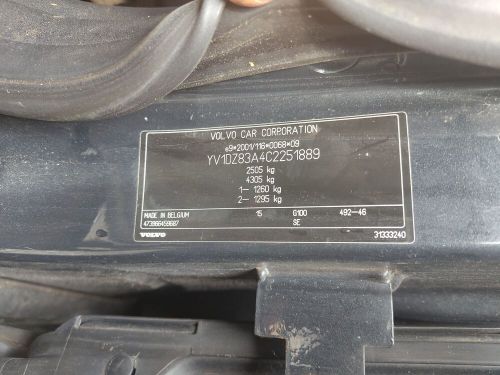 VOLVO CAR CORPORATION
e9*2001/116*0068*09
YV1DZ83A4C2251889
2505 kg
4305 kg
1– 1260 kg
2– 1295 kg
MADE IN BELGIUM 15 G100 492–46
473966459687 SE
VOLVO 31333240